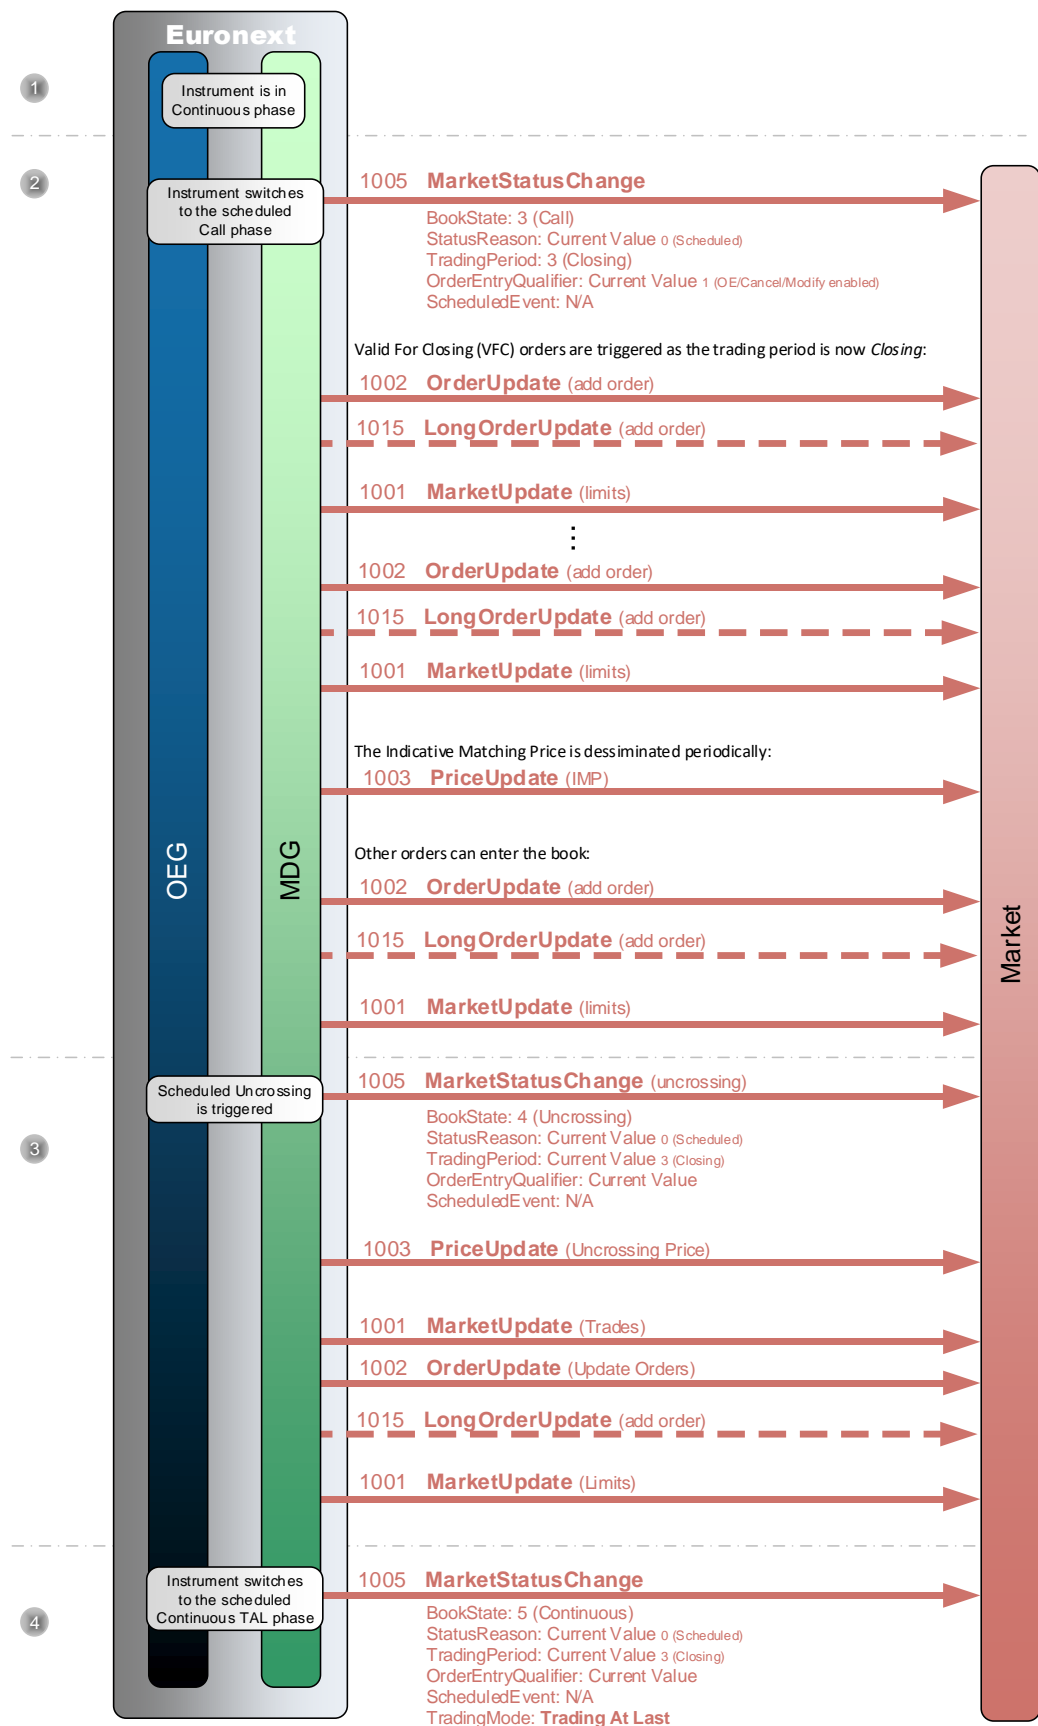 Euronext
1
Instrument is in
Continuous phase
2
Instrument switches
to the scheduled
Call phase
1005 MarketStatusChange
BookState: 3 (Call)
StatusReason: Current Value 0 (Scheduled)
TradingPeriod: 3 (Closing)
OrderEntryQualifier: Current Value 1 (OE/Cancel/Modify enabled)
ScheduledEvent: N/A
Valid For Closing (VFC) orders are triggered as the trading period is now Closing:
1002 OrderUpdate (add order)
1015 LongOrderUpdate (add order)
1001 MarketUpdate (limits)
⋮
1002 OrderUpdate (add order)
1015 LongOrderUpdate (add order)
1001 MarketUpdate (limits)
The Indicative Matching Price is dessiminated periodically:
1003 PriceUpdate (IMP)
OEG
MDG
Market
Other orders can enter the book:
1002 OrderUpdate (add order)
1015 LongOrderUpdate (add order)
1001 MarketUpdate (limits)
3
Scheduled Uncrossing
is triggered
1005 MarketStatusChange (uncrossing)
BookState: 4 (Uncrossing)
StatusReason: Current Value 0 (Scheduled)
TradingPeriod: Current Value 3 (Closing)
OrderEntryQualifier: Current Value
ScheduledEvent: N/A
1003 PriceUpdate (Uncrossing Price)
1001 MarketUpdate (Trades)
1002 OrderUpdate (Update Orders)
1015 LongOrderUpdate (add order)
1001 MarketUpdate (Limits)
4
Instrument switches
to the scheduled
Continuous TAL phase
1005 MarketStatusChange
BookState: 5 (Continuous)
StatusReason: Current Value 0 (Scheduled)
TradingPeriod: Current Value 3 (Closing)
OrderEntryQualifier: Current Value
ScheduledEvent: N/A
TradingMode: Trading At Last